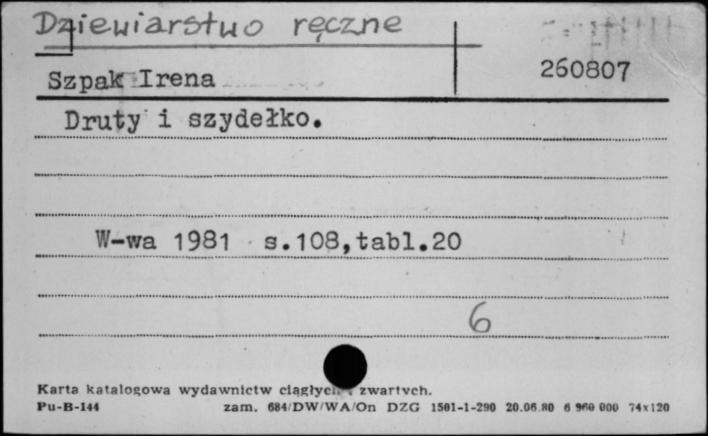 Dziewiarstwo ręczne
Szpak Irena 260807
Druty i szydełko.
W-wa 1981 s.108,tabl.20
6
Karta katalogowa wydawnictw ciągłych i zwartych.
Pu-B-144 zam. 684/DW/WA/On DZG 1501-1-290 20.06.80 6 960 000 74x120